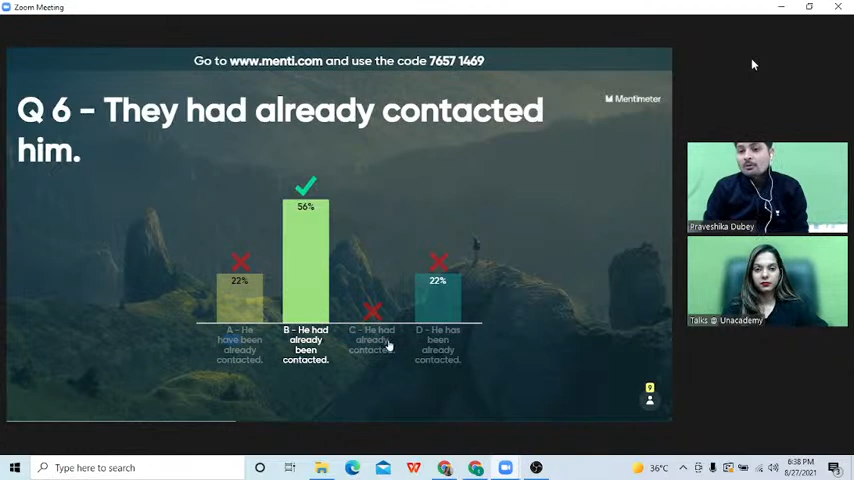 Zoom Meeting
Go to www.menti.com and use the code 7657 1469
Q 6 - They had already contacted
him.
Mentimeter
56%
22%
22%
A - He
have been
already
contacted.
B - He had
already
been
contacted.
C - He had
already
contacted.
D - He has
been
already
contacted.
Praveshika Dubey
Talks @ Unacademy
Type here to search
36°C
6:38 PM
8/27/2021